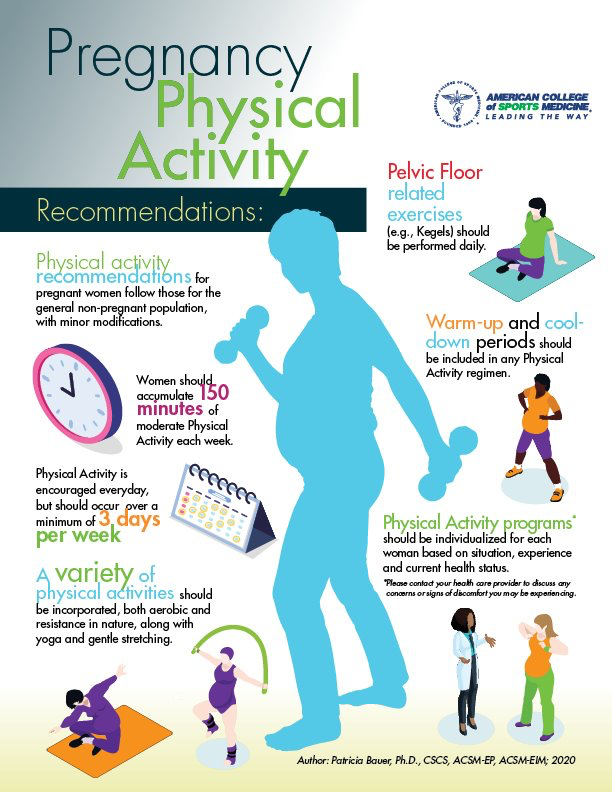 Pregnancy
Physical
Activity
Recommendations:
AMERICAN COLLEGE
of SPORTS MEDICINE®
LEADING THE WAY
Physical activity
recommendations for
pregnant women follow those for the
general non-pregnant population,
with minor modifications.
Women should
accumulate 150
minutes of
moderate Physical
Activity each week.
Physical Activity is
encouraged everyday,
but should occur over a
minimum of 3 days
per week
A variety of
physical activities should
be incorporated, both aerobic and
resistance in nature, along with
yoga and gentle stretching.
Pelvic Floor
related
exercises
(e.g., Kegels) should
be performed daily.
Warm-up and cool-
down periods should
be included in any Physical
Activity regimen.
Physical Activity programs*
should be individualized for each
woman based on situation, experience
and current health status.
*Please contact your health care provider to discuss any
concerns or signs of discomfort you may be experiencing.
Author: Patricia Bauer, Ph.D., CSCS, ACSM-EP, ACSM-EIM; 2020